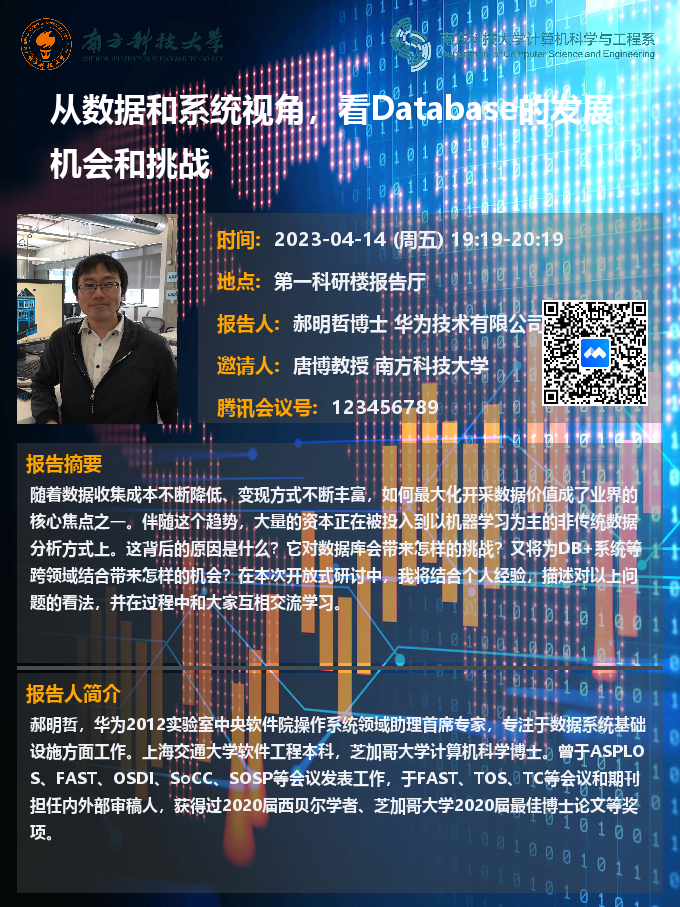 南方科技大学
SOUTHERN UNIVERSITY OF SCIENCE AND TECHNOLOGY
南方科技大学计算机科学与工程系
Department of Computer Science and Engineering
从数据和系统视角，看Database的发展
机会和挑战
时间: 2023-04-14 (周五) 19:19-20:19
地点: 第一科研楼报告厅
报告人: 郝明哲博士 华为技术有限公司
邀请人: 唐博教授 南方科技大学
腾讯会议号: 123456789
报告摘要
随着数据收集成本不断降低、变现方式不断丰富，如何最大化开采数据价值成了业界的
核心焦点之一。伴随这个趋势，大量的资本正在被投入到以机器学习为主的非传统数据
分析方式上。这背后的原因是什么？它对数据库会带来怎样的挑战？又将为DB+系统等
跨领域结合带来怎样的机会？在本次开放式研讨中，我将结合个人经验，描述对以上问
题的看法，并在过程中和大家互相交流学习。
报告人简介
郝明哲，华为2012实验室中央软件院操作系统领域助理首席专家，专注于数据系统基础
设施方面工作。上海交通大学软件工程本科，芝加哥大学计算机科学博士。曾于ASPLO
S、FAST、OSDI、SoCC、SOSP等会议发表工作，于FAST、TOS、TC等会议和期刊
担任内外部审稿人，获得过2020届西贝尔学者、芝加哥大学2020届最佳博士论文等奖
项。